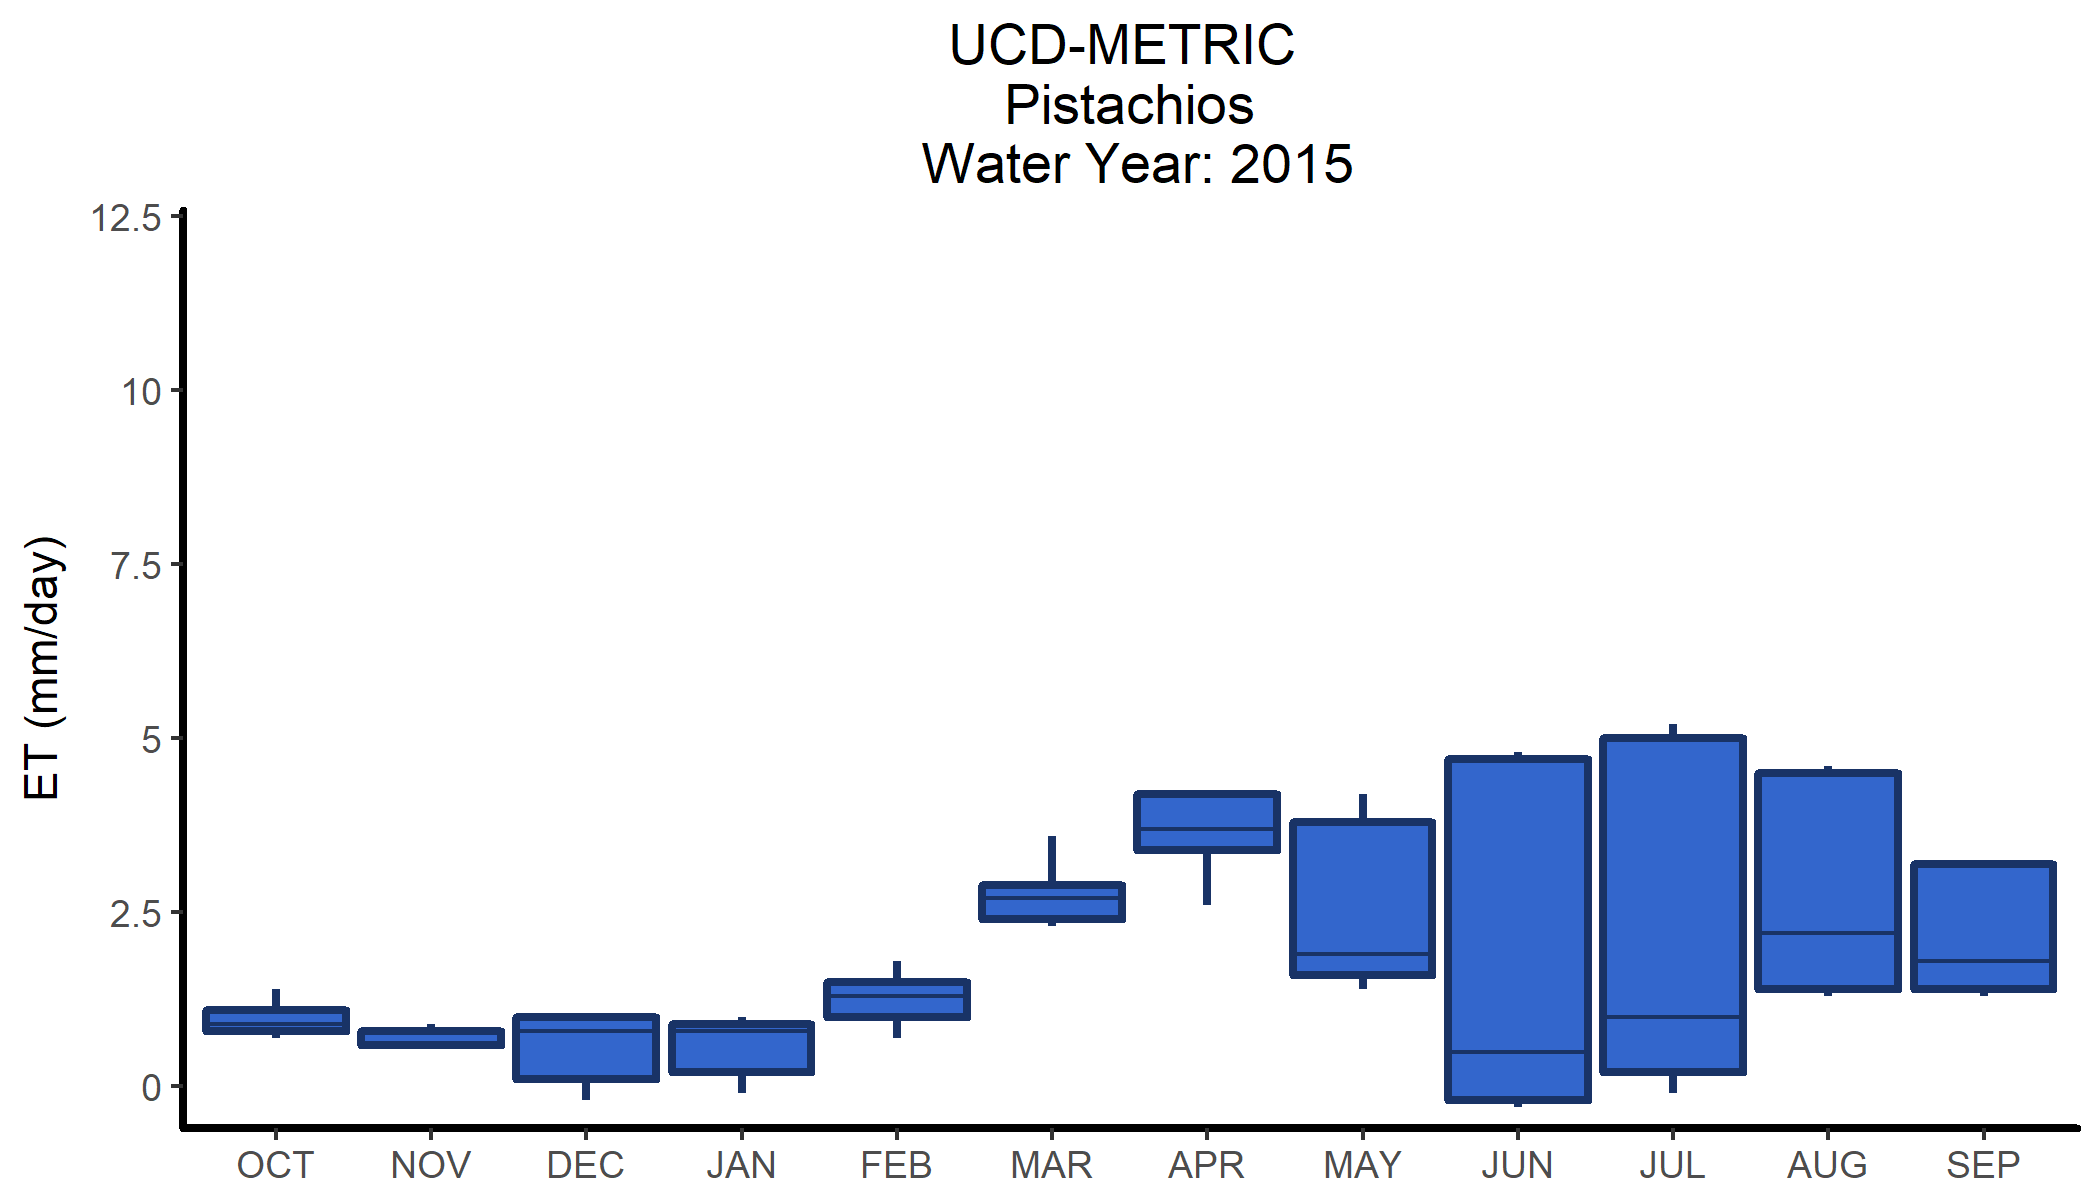 UCD-METRIC
Pistachios
Water Year: 2015
ET (mm/day)
12.5
10
7.5
5
2.5
0
OCT NOV DEC JAN FEB MAR APR MAY JUN JUL AUG SEP